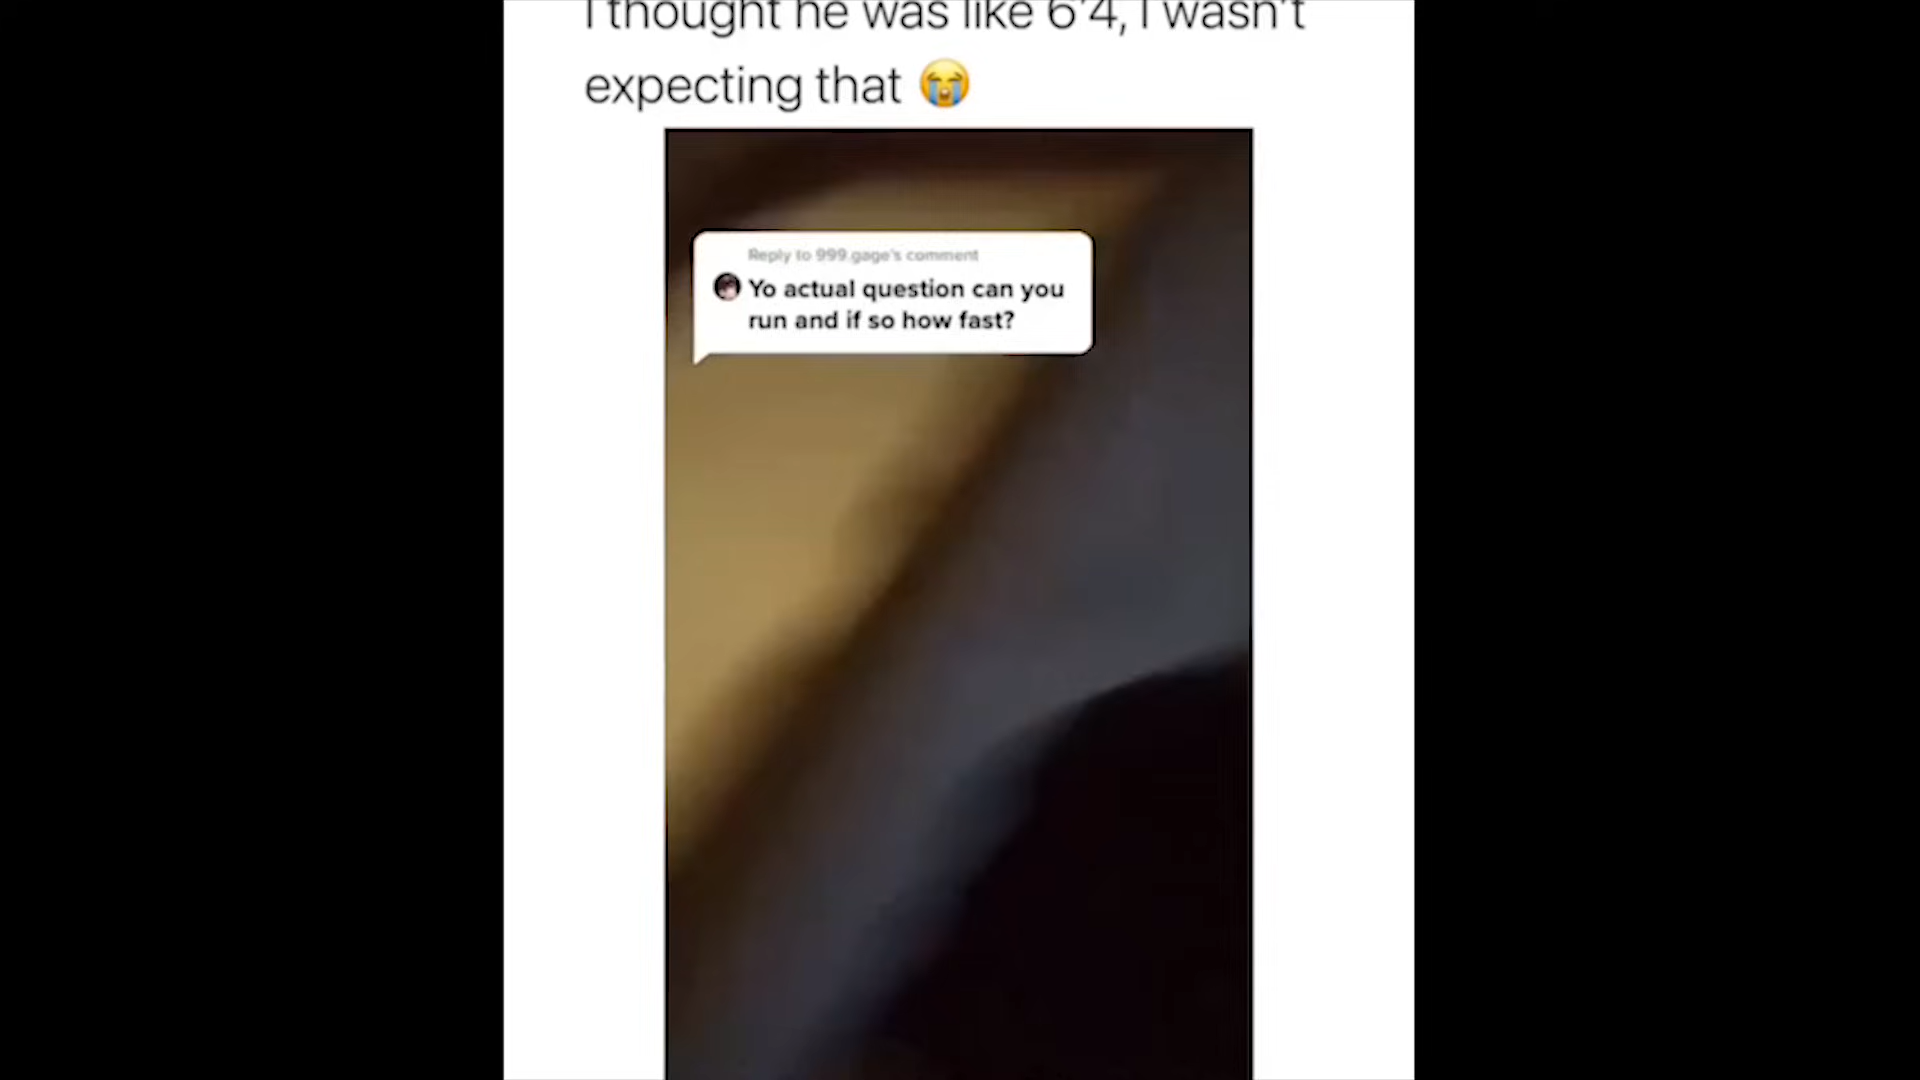 I thought he was like 6'4, I wasn't
expecting that 😭
Reply to 999.gage's comment
Yo actual question can you
run and if so how fast?